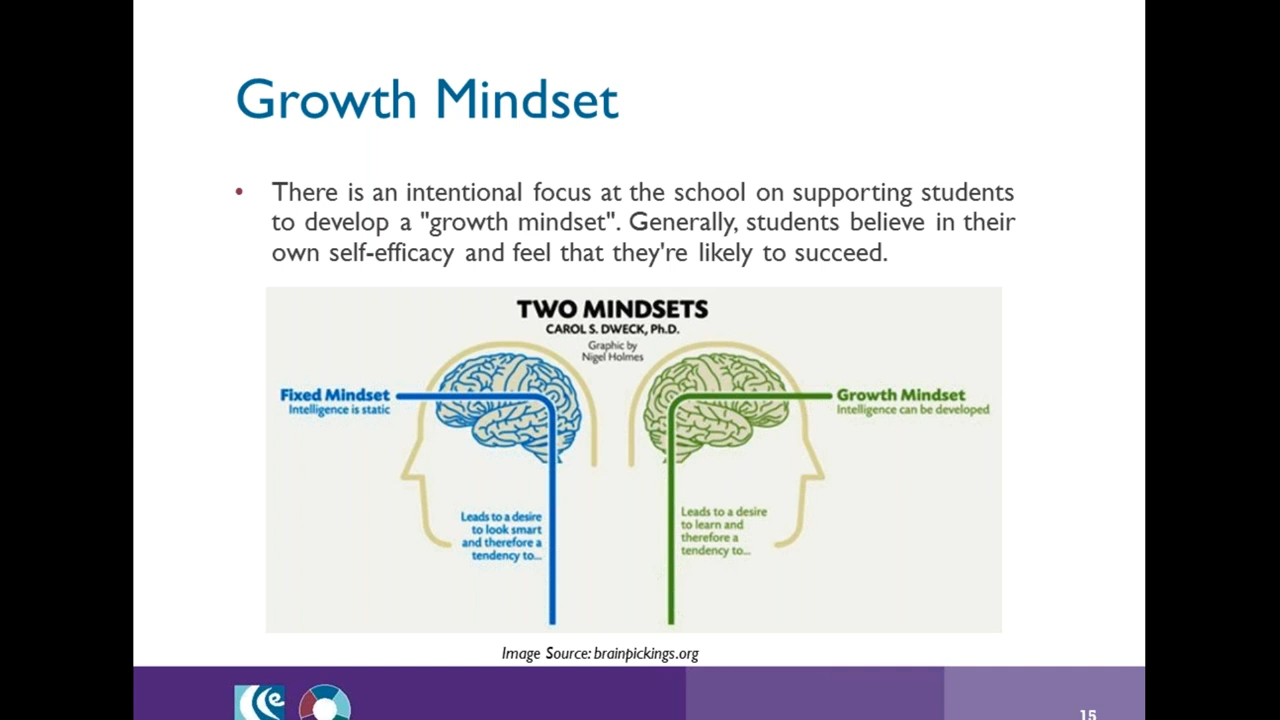 Growth Mindset
• There is an intentional focus at the school on supporting students
to develop a "growth mindset". Generally, students believe in their
own self-efficacy and feel that they're likely to succeed.
TWO MINDSETS
CAROL S. DWECK, Ph.D.
Graphic by
Nigel Holmes
Fixed Mindset
Intelligence is static
Growth Mindset
Intelligence can be developed
Leads to a desire
to look smart
and therefore a
tendency to...
Leads to a desire
to learn and
therefore a
tendency to...
Image Source: brainpickings.org
15